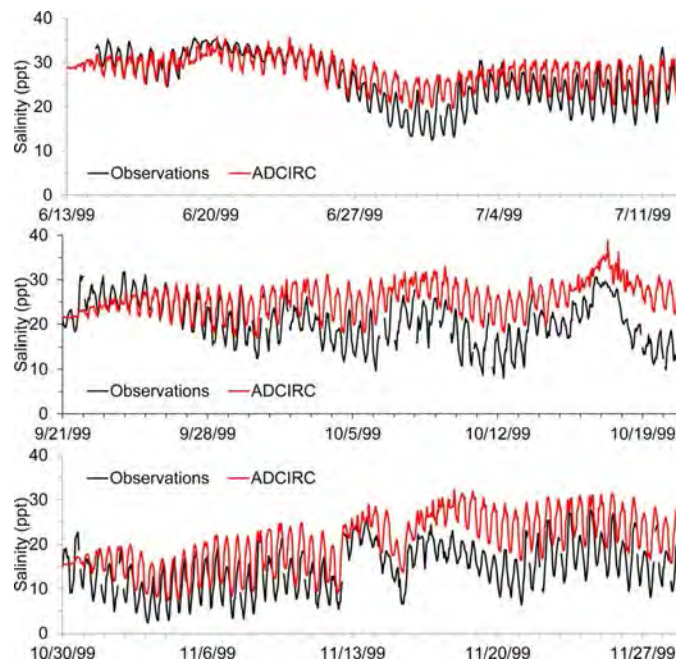 40
30
20
10
0
Salinity (ppt)
Observations ADCIRC
6/13/99 6/20/99 6/27/99 7/4/99 7/11/99
40
30
20
10
0
Salinity (ppt)
Observations ADCIRC
9/21/99 9/28/99 10/5/99 10/12/99 10/19/99
40
30
20
10
0
Salinity (ppt)
Observations ADCIRC
10/30/99 11/6/99 11/13/99 11/20/99 11/27/99